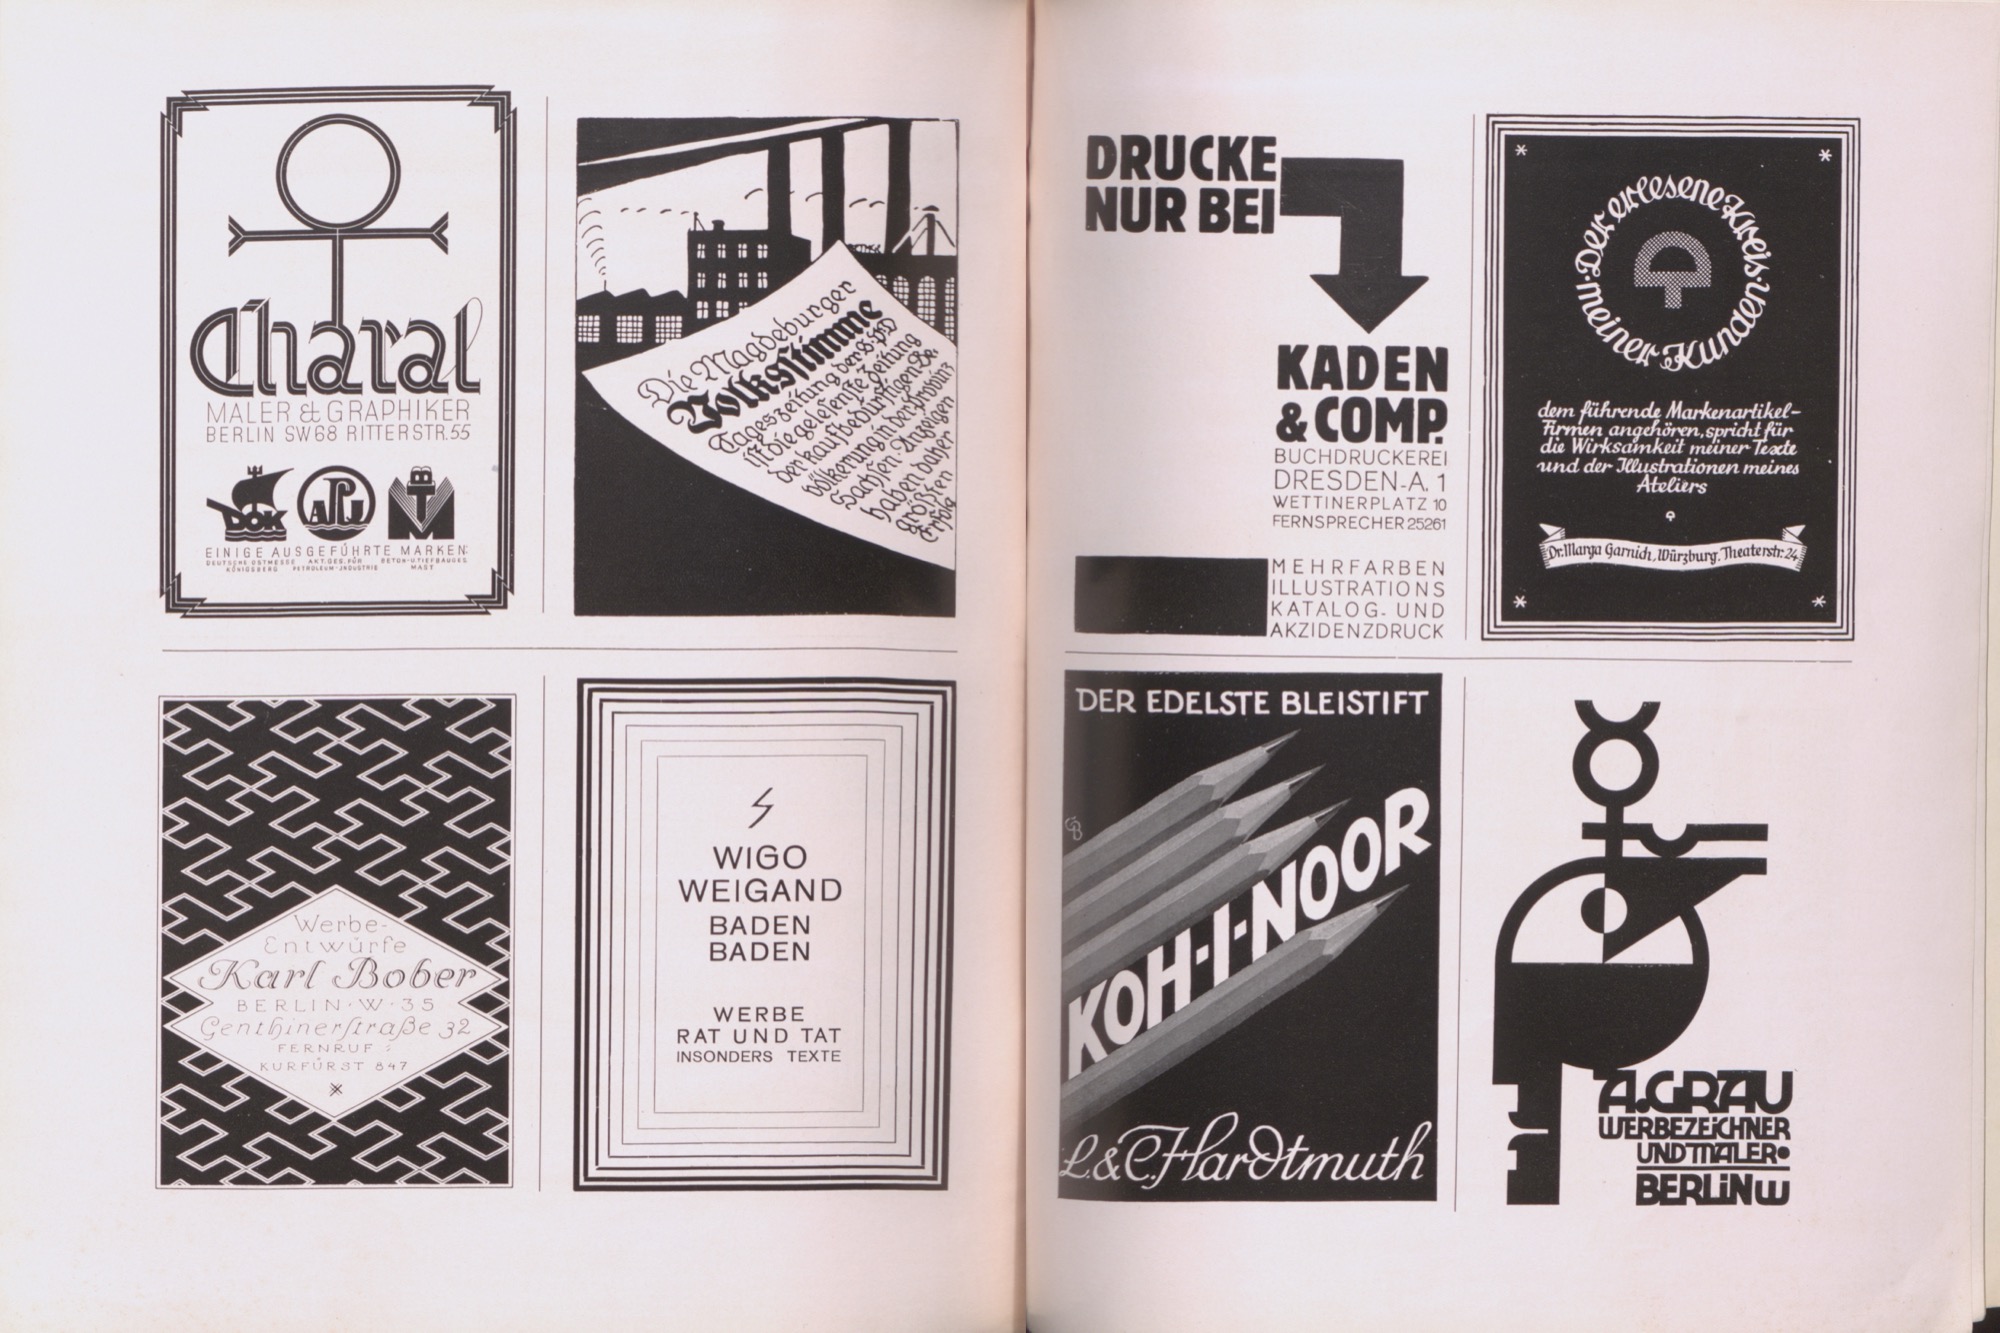 Charal
MALER & GRAPHIKER
BERLIN SW68 RITTERSTR.55
DOK
APJ
BTM
EINIGE AUSGEFÜHRTE MARKEN:
DEUTSCHE OSTMESSE KÖNIGSBERG
AKT.GES. FÜR PETROLEUM-JNDUSTRIE
BETON-U.TIEFBAUGES. MAST
Die Magdeburger
Volksstimme
Tageszeitung der S.P.D
ist die gelesenste Zeitung
der kaufbedürftigen Be-
völkerung in der Provinz
Sachsen. Anzeigen
haben daher
größten
Erfolg
DRUCKE
NUR BEI
KADEN
& COMP.
BUCHDRUCKEREI
DRESDEN-A. 1
WETTINERPLATZ 10
FERNSPRECHER 25261
MEHRFARBEN
ILLUSTRATIONS
KATALOG- UND
AKZIDENZDRUCK
Der erlesene Kreis meiner Kunden
dem führende Markenartikel-
Firmen angehören, spricht für
die Wirksamkeit meiner Texte
und der Illustrationen meines
Ateliers
Dr. Marga Garnich, Würzburg. Theaterstr: 24
Werbe-
Entwürfe
Karl Bober
BERLIN·W·35
Genthinerstraße 32
FERNRUF:
KURFÜRST 847
WIGO
WEIGAND
BADEN
BADEN
WERBE
RAT UND TAT
INSONDERS TEXTE
DER EDELSTE BLEISTIFT
KOH-I-NOOR
L.&C.Hardtmuth
A.GRAU
WERBEZEICHNER
UND MALER•
BERLIN W